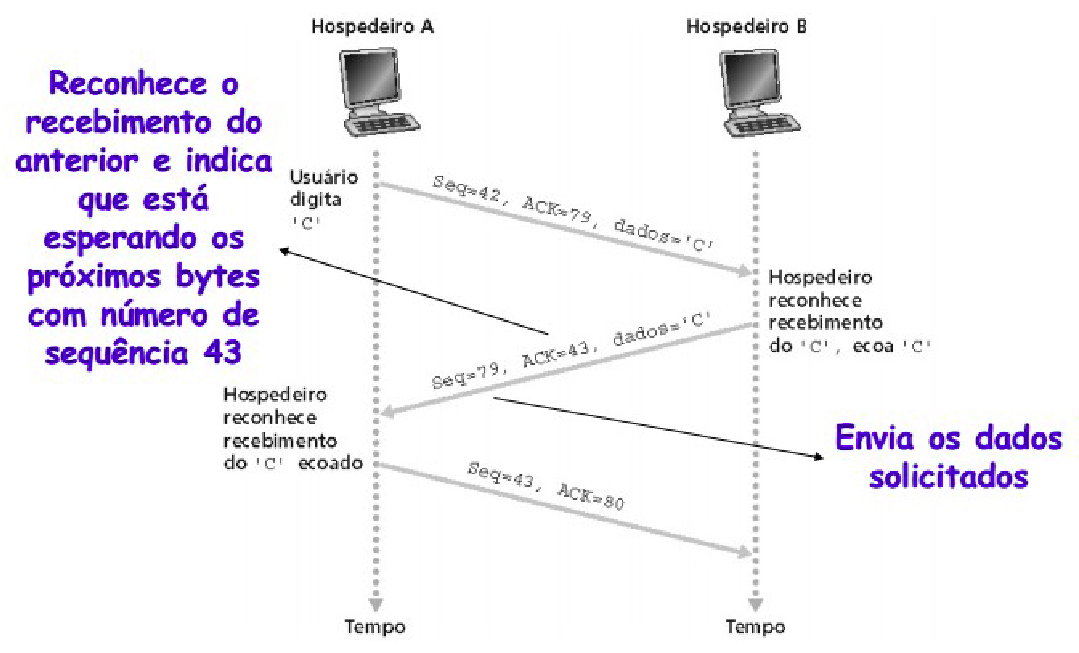 Hospedeiro A
Hospedeiro B
Reconhece o
recebimento do
anterior e indica
que está
esperando os
próximos bytes
com número de
sequência 43
Usuário
digita
'C'
Seq=42, ACK=79, dados='C'
Hospedeiro
reconhece
recebimento
do 'C', ecoa 'C'
Seq=79, ACK=43, dados='C'
Hospedeiro
reconhece
recebimento
do 'C' ecoado
Envia os dados
solicitados
Seq=43, ACK=80
Tempo
Tempo